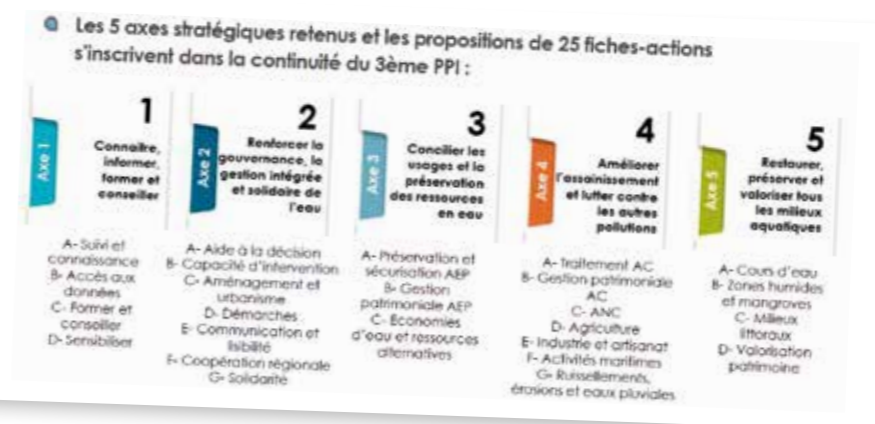 Les 5 axes stratégiques retenus et les propositions de 25 fiches-actions
s'inscrivent dans la continuité du 3ème PPI :
Axe 1
1
Connaître,
informer,
former et
conseiller
A- Suivi et
connaissance
B- Accès aux
données
C- Former et
conseiller
D- Sensibiliser
Axe 2
2
Renforcer la
gouvernance, la
gestion intégrée
et solidaire de
l'eau
A- Aide à la décision
B- Capacité d'intervention
C- Aménagement et
urbanisme
D- Démarches
E- Communication et
lisibilité
F- Coopération régionale
G- Solidarité
Axe 3
3
Concilier les
usages et la
préservation
des ressources
en eau
A- Préservation et
sécurisation AEP
B- Gestion
patrimoniale AEP
C- Economies
d'eau et ressources
alternatives
Axe 4
4
Améliorer
l'assainissement
et lutter contre
les autres
pollutions
A- Traitement AC
B- Gestion patrimoniale
AC
C- ANC
D- Agriculture
E- Industrie et artisanat
F- Activités maritimes
G- Ruissellements,
érosions et eaux pluviales
Axe 5
5
Restaurer,
préserver et
valoriser tous
les milieux
aquatiques
A- Cours d'eau
B- Zones humides
et mangroves
C- Milieux
littoraux
D- Valorisation
patrimoine